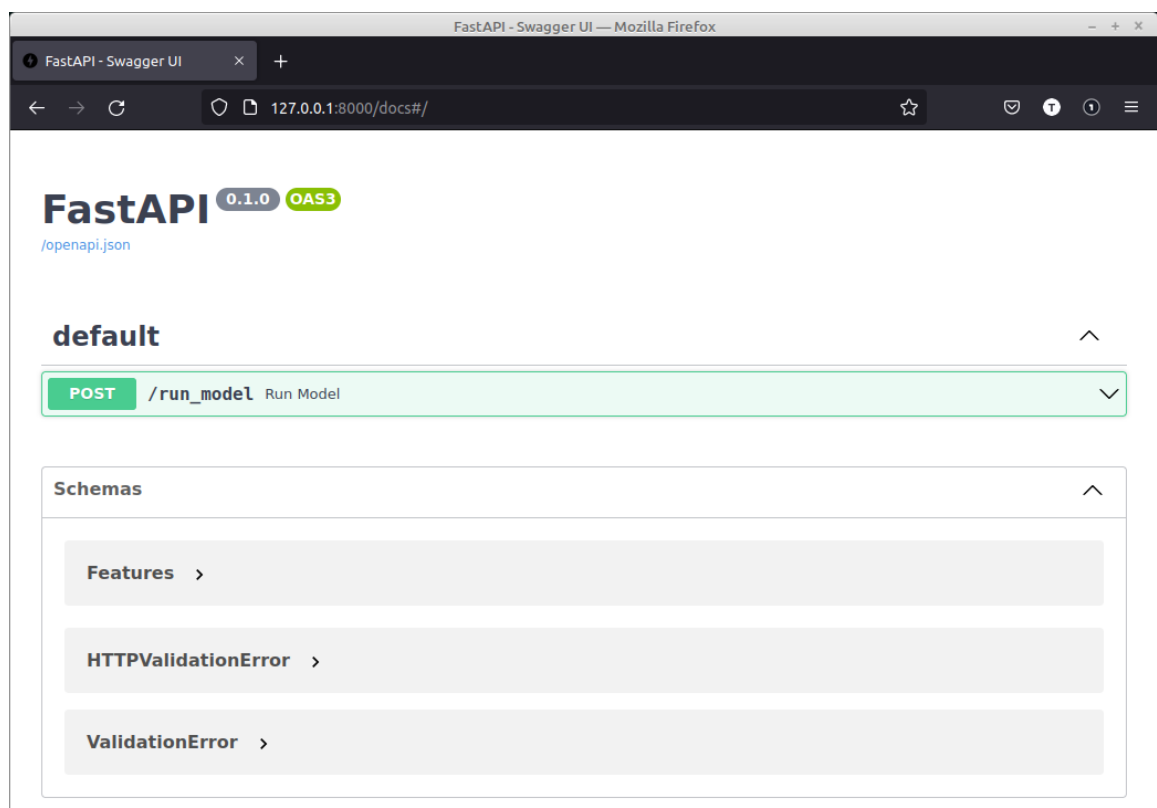 FastAPI - Swagger UI — Mozilla Firefox
FastAPI - Swagger UI
127.0.0.1:8000/docs#/
T
1
FastAPI 0.1.0 OAS3
/openapi.json
default
POST /run_model Run Model
Schemas
Features
HTTPValidationError
ValidationError